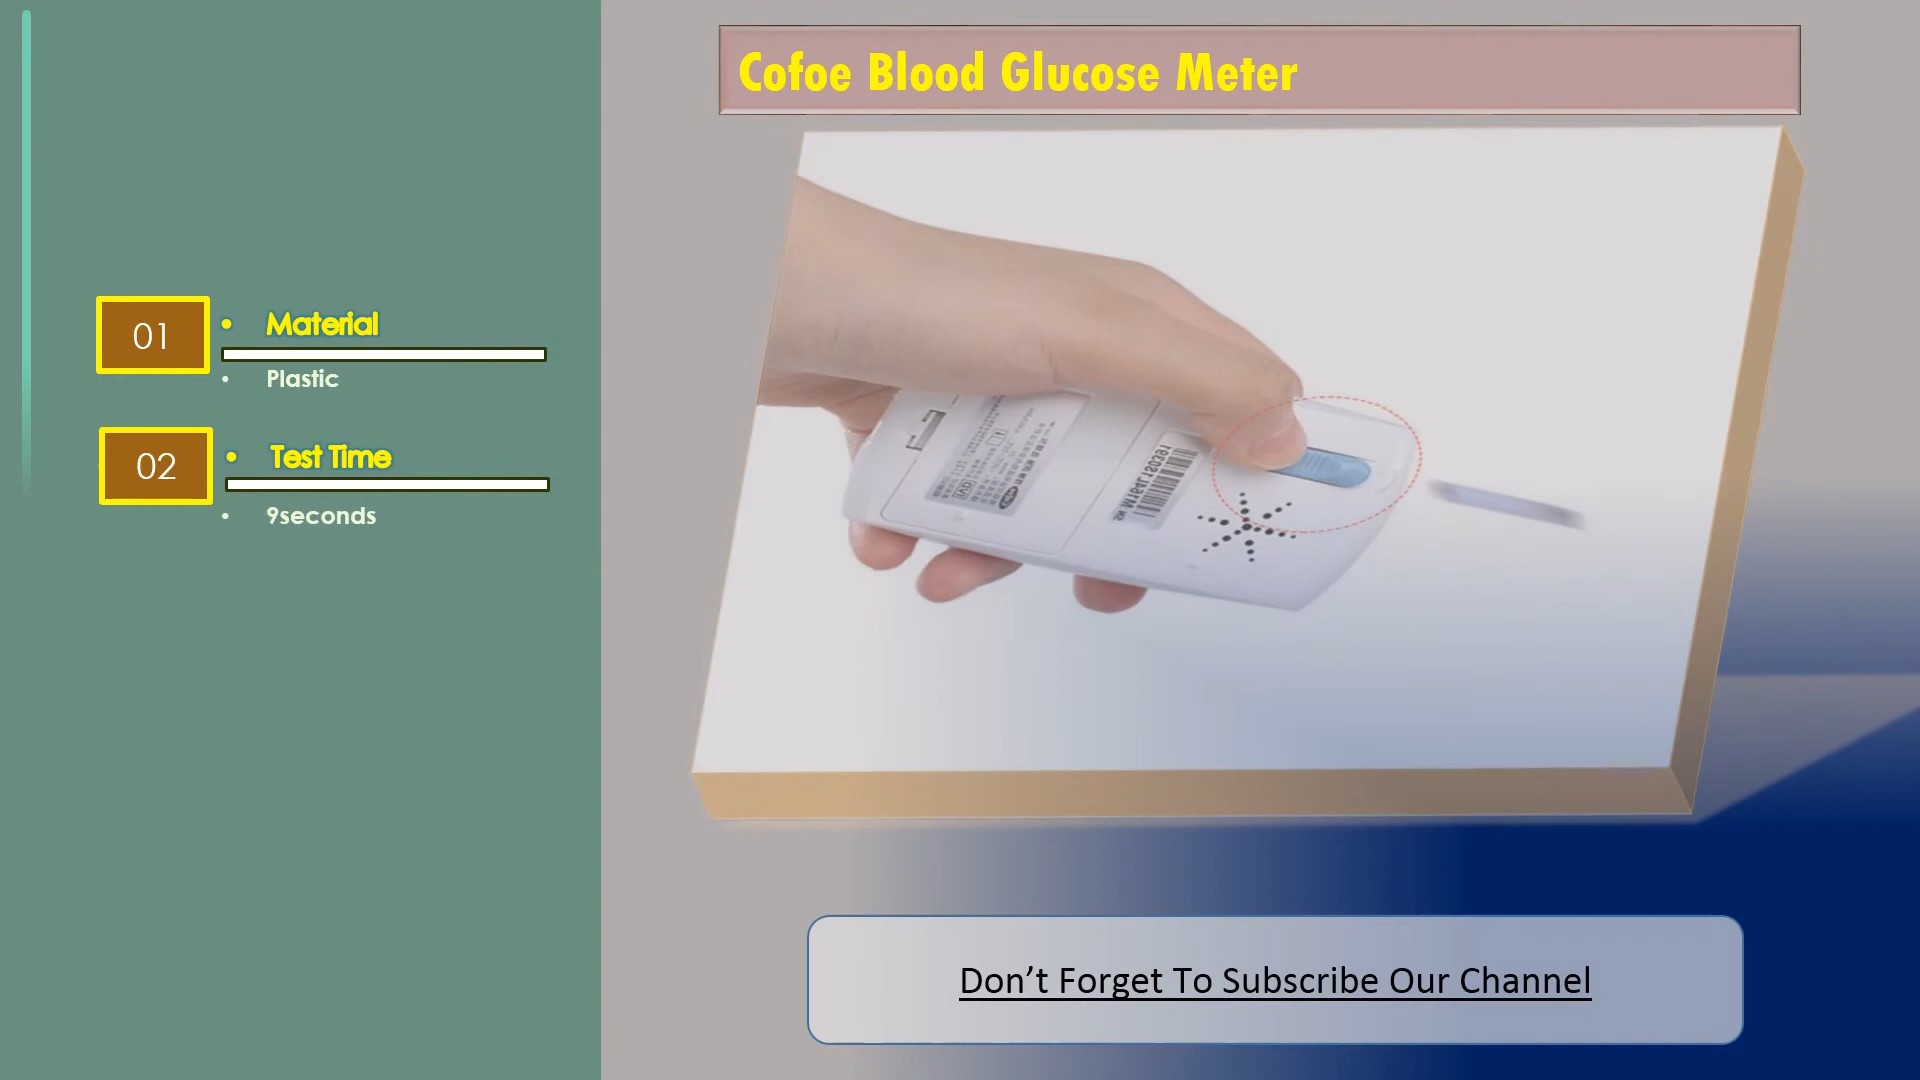 Cofoe Blood Glucose Meter
01
• Material
• Plastic
02
• Test Time
• 9seconds
Don’t Forget To Subscribe Our Channel